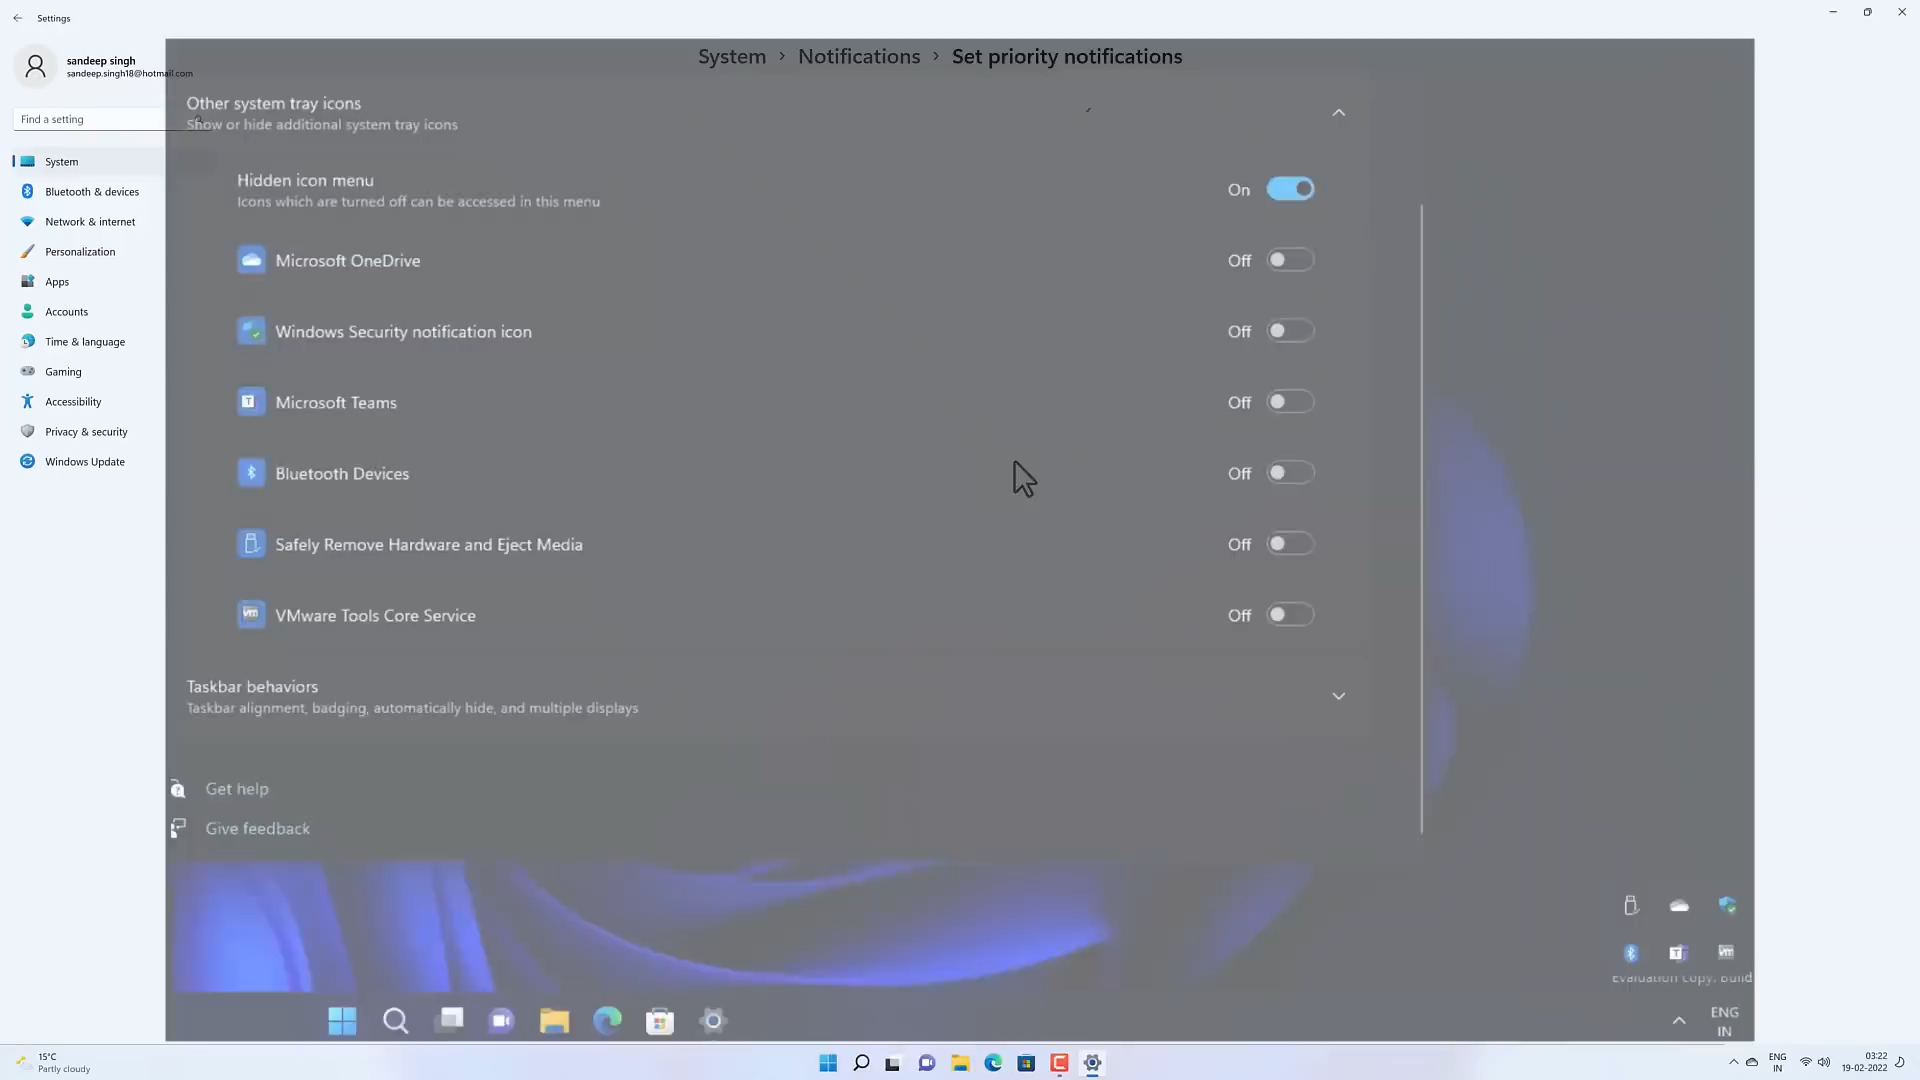 Settings
sandeep singh
sandeep.singh18@hotmail.com
System > Notifications > Set priority notifications
Find a setting
System
Bluetooth & devices
Network & internet
Personalization
Apps
Accounts
Time & language
Gaming
Accessibility
Privacy & security
Windows Update
Other system tray icons
Show or hide additional system tray icons
Hidden icon menu
Icons which are turned off can be accessed in this menu
On
Microsoft OneDrive
Off
Windows Security notification icon
Off
Microsoft Teams
Off
Bluetooth Devices
Off
Safely Remove Hardware and Eject Media
Off
VMware Tools Core Service
Off
Taskbar behaviors
Taskbar alignment, badging, automatically hide, and multiple displays
Get help
Give feedback
Evaluation copy. Build
ENG
IN
15°C
Partly cloudy
ENG
IN
03:22
19-02-2022